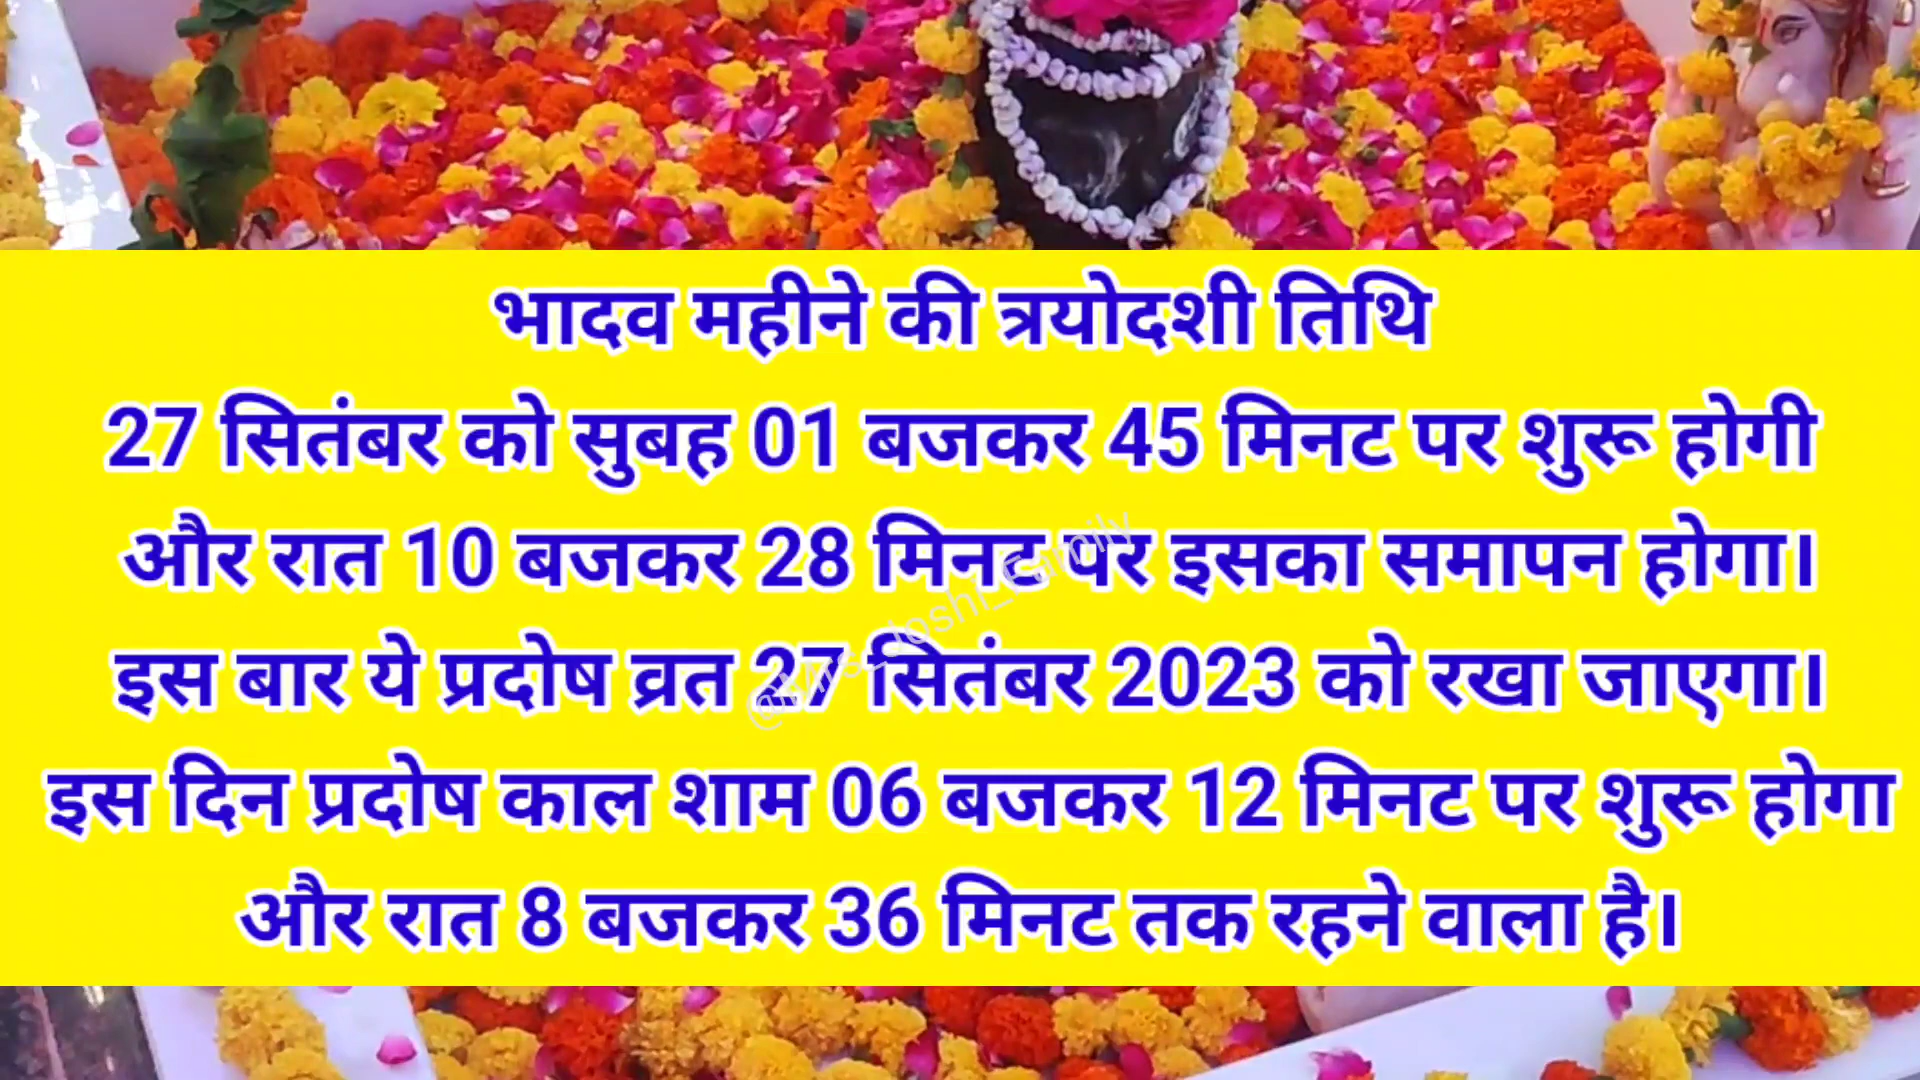 भादव महीने की त्रयोदशी तिथि
27 सितंबर को सुबह 01 बजकर 45 मिनट पर शुरू होगी
और रात 10 बजकर 28 मिनट पर इसका समापन होगा।
इस बार ये प्रदोष व्रत 27 सितंबर 2023 को रखा जाएगा।
इस दिन प्रदोष काल शाम 06 बजकर 12 मिनट पर शुरू होगा
और रात 8 बजकर 36 मिनट तक रहने वाला है।
@Mrs_Joshi_Family